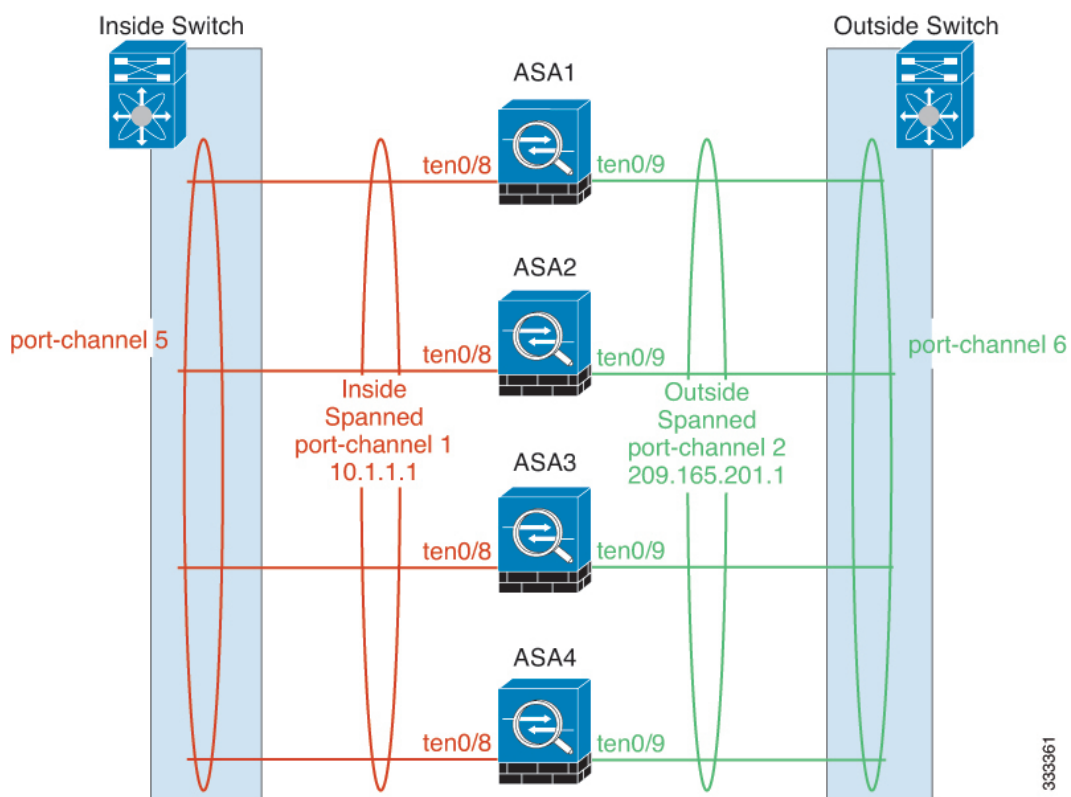 Inside Switch
Outside Switch
ASA1
ten0/8
ten0/9
ASA2
port-channel 5
ten0/8
ten0/9
port-channel 6
Inside
Spanned
port-channel 1
10.1.1.1
Outside
Spanned
port-channel 2
209.165.201.1
ASA3
ten0/8
ten0/9
ASA4
ten0/8
ten0/9
333361